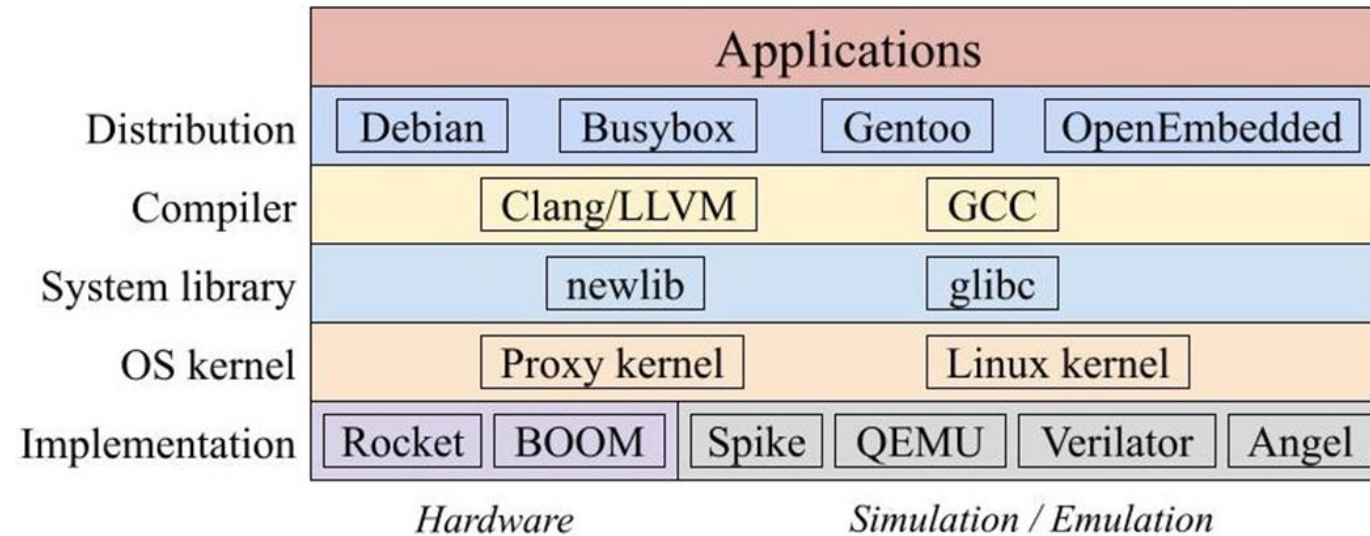 Applications
Distribution Debian Busybox Gentoo OpenEmbedded
Compiler Clang/LLVM GCC
System library newlib glibc
OS kernel Proxy kernel Linux kernel
Implementation Rocket BOOM Spike QEMU Verilator Angel
Hardware Simulation / Emulation